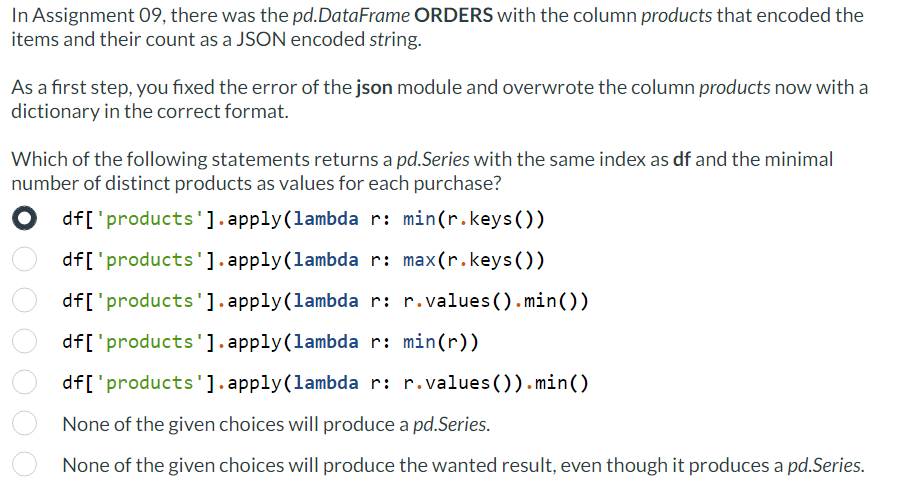 In Assignment 09, there was the pd.DataFrame ORDERS with the column products that encoded the
items and their count as a JSON encoded string.
As a first step, you fixed the error of the json module and overwrote the column products now with a
dictionary in the correct format.
Which of the following statements returns a pd.Series with the same index as df and the minimal
number of distinct products as values for each purchase?
df['products'].apply(lambda r: min(r.keys())
df['products'].apply(lambda r: max(r.keys())
df['products'].apply(lambda r: r.values().min())
df['products'].apply(lambda r: min(r))
df['products'].apply(lambda r: r.values()).min()
None of the given choices will produce a pd.Series.
None of the given choices will produce the wanted result, even though it produces a pd.Series.